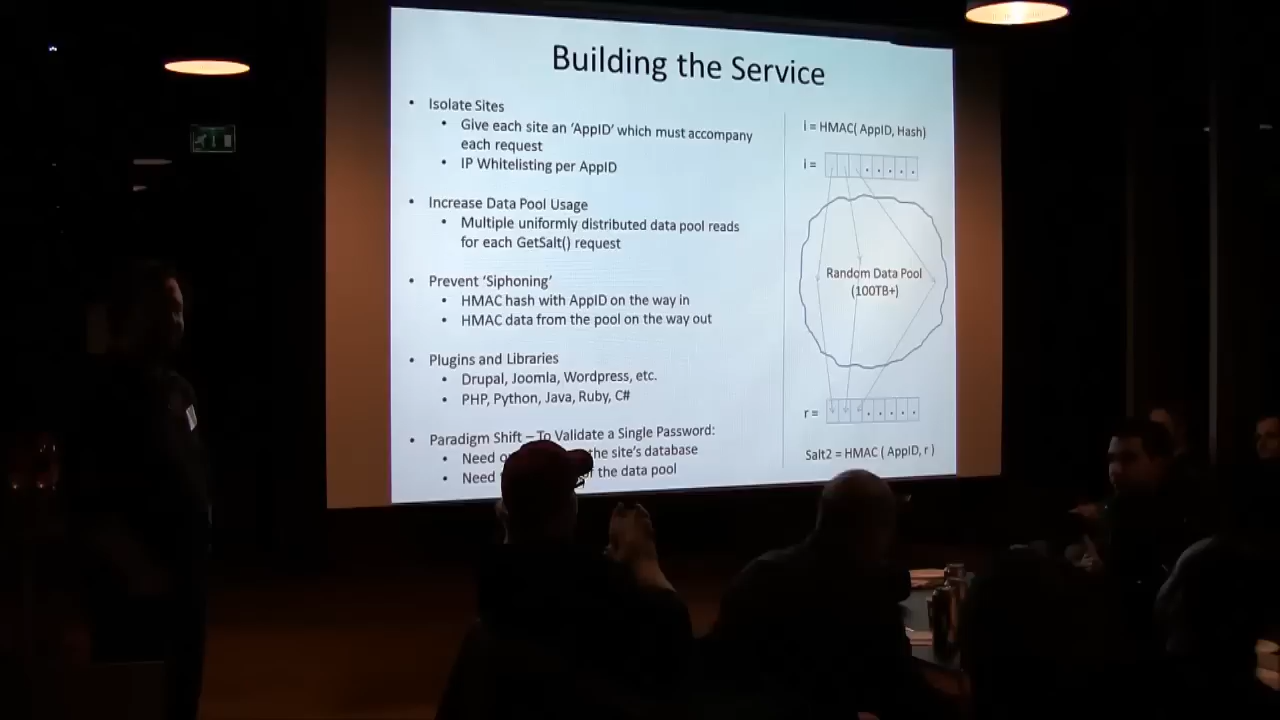 Building the Service
• Isolate Sites
• Give each site an 'AppID' which must accompany
each request
• IP Whitelisting per AppID
• Increase Data Pool Usage
• Multiple uniformly distributed data pool reads
for each GetSalt() request
• Prevent 'Siphoning'
• HMAC hash with AppID on the way in
• HMAC data from the pool on the way out
• Plugins and Libraries
• Drupal, Joomla, Wordpress, etc.
• PHP, Python, Java, Ruby, C#
• Paradigm Shift – To Validate a Single Password:
• Need the site's database
• Need the data pool
i = HMAC( AppID, Hash)
i =
Random Data Pool
(100TB+)
r =
Salt2 = HMAC ( AppID, r )